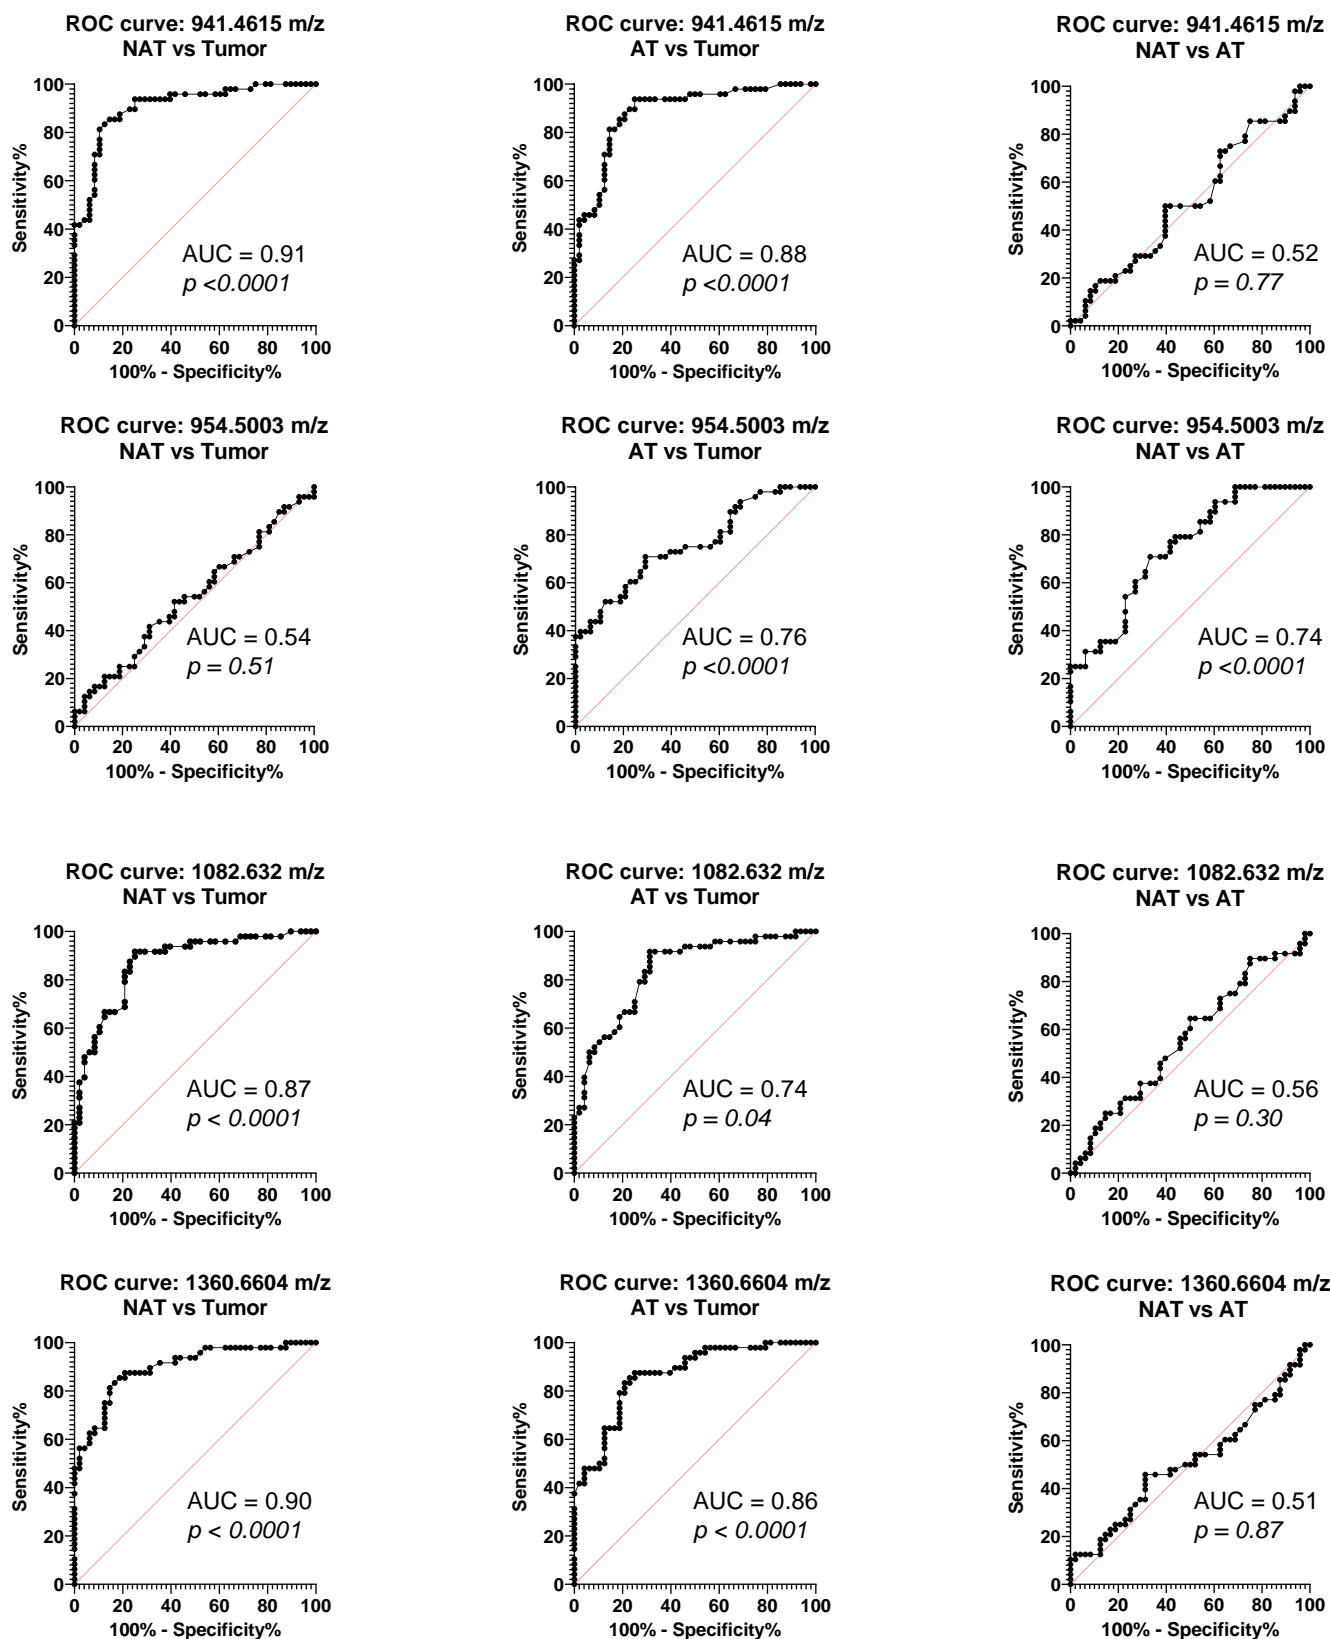 ROC curve: 941.4615 m/z
NAT vs Tumor
Sensitivity%
100
80
60
40
20
0
AUC = 0.91
p <0.0001
0 20 40 60 80 100
100% - Specificity%
ROC curve: 941.4615 m/z
AT vs Tumor
Sensitivity%
100
80
60
40
20
0
AUC = 0.88
p <0.0001
0 20 40 60 80 100
100% - Specificity%
ROC curve: 941.4615 m/z
NAT vs AT
Sensitivity%
100
80
60
40
20
0
AUC = 0.52
p = 0.77
0 20 40 60 80 100
100% - Specificity%
ROC curve: 954.5003 m/z
NAT vs Tumor
Sensitivity%
100
80
60
40
20
0
AUC = 0.54
p = 0.51
0 20 40 60 80 100
100% - Specificity%
ROC curve: 954.5003 m/z
AT vs Tumor
Sensitivity%
100
80
60
40
20
0
AUC = 0.76
p <0.0001
0 20 40 60 80 100
100% - Specificity%
ROC curve: 954.5003 m/z
NAT vs AT
Sensitivity%
100
80
60
40
20
0
AUC = 0.74
p <0.0001
0 20 40 60 80 100
100% - Specificity%
ROC curve: 1082.632 m/z
NAT vs Tumor
Sensitivity%
100
80
60
40
20
0
AUC = 0.87
p < 0.0001
0 20 40 60 80 100
100% - Specificity%
ROC curve: 1082.632 m/z
AT vs Tumor
Sensitivity%
100
80
60
40
20
0
AUC = 0.74
p = 0.04
0 20 40 60 80 100
100% - Specificity%
ROC curve: 1082.632 m/z
NAT vs AT
Sensitivity%
100
80
60
40
20
0
AUC = 0.56
p = 0.30
0 20 40 60 80 100
100% - Specificity%
ROC curve: 1360.6604 m/z
NAT vs Tumor
Sensitivity%
100
80
60
40
20
0
AUC = 0.90
p < 0.0001
0 20 40 60 80 100
100% - Specificity%
ROC curve: 1360.6604 m/z
AT vs Tumor
Sensitivity%
100
80
60
40
20
0
AUC = 0.86
p < 0.0001
0 20 40 60 80 100
100% - Specificity%
ROC curve: 1360.6604 m/z
NAT vs AT
Sensitivity%
100
80
60
40
20
0
AUC = 0.51
p = 0.87
0 20 40 60 80 100
100% - Specificity%